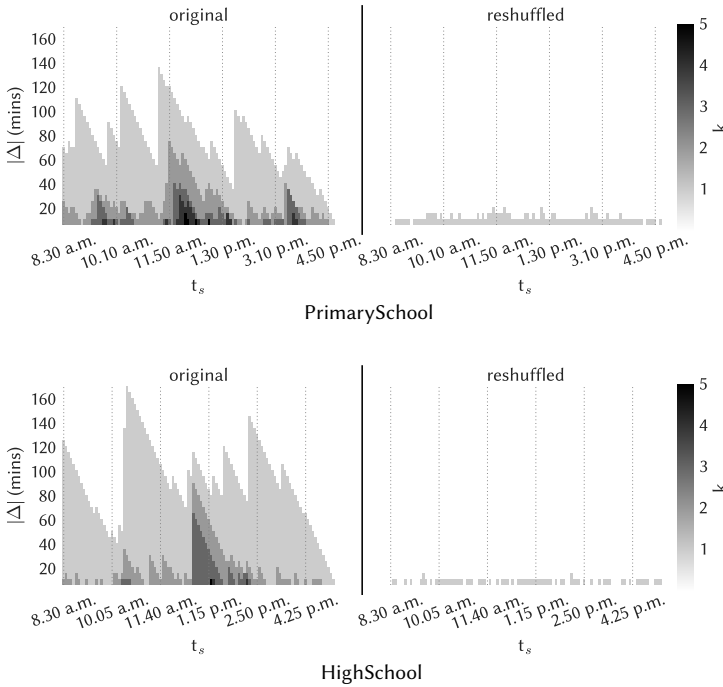 original
reshuffled
|Δ| (mins)
160
140
120
100
80
60
40
20
8.30 a.m.
10.10 a.m.
11.50 a.m.
1.30 p.m.
3.10 p.m.
4.50 p.m.
8.30 a.m.
10.10 a.m.
11.50 a.m.
1.30 p.m.
3.10 p.m.
4.50 p.m.
5
4
3
2
1
k
tₛ
tₛ
PrimarySchool
original
reshuffled
|Δ| (mins)
160
140
120
100
80
60
40
20
8.30 a.m.
10.05 a.m.
11.40 a.m.
1.15 p.m.
2.50 p.m.
4.25 p.m.
8.30 a.m.
10.05 a.m.
11.40 a.m.
1.15 p.m.
2.50 p.m.
4.25 p.m.
5
4
3
2
1
k
tₛ
tₛ
HighSchool